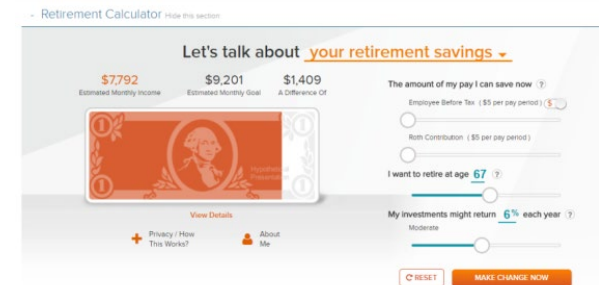 Retirement Calculator Hide this section
Let's talk about your retirement savings
$7,792 $9,201 $1,409
Estimated Monthly Income Estimated Monthly Goal A Difference Of
Hypothetical
Presentation
View Details
Privacy / How
This Works?
About
Me
The amount of my pay I can save now ?
Employee Before Tax ( $5 per pay period ) $
Roth Contribution ( $5 per pay period )
I want to retire at age 67 ?
My investments might return 6% each year ?
Moderate
RESET MAKE CHANGE NOW